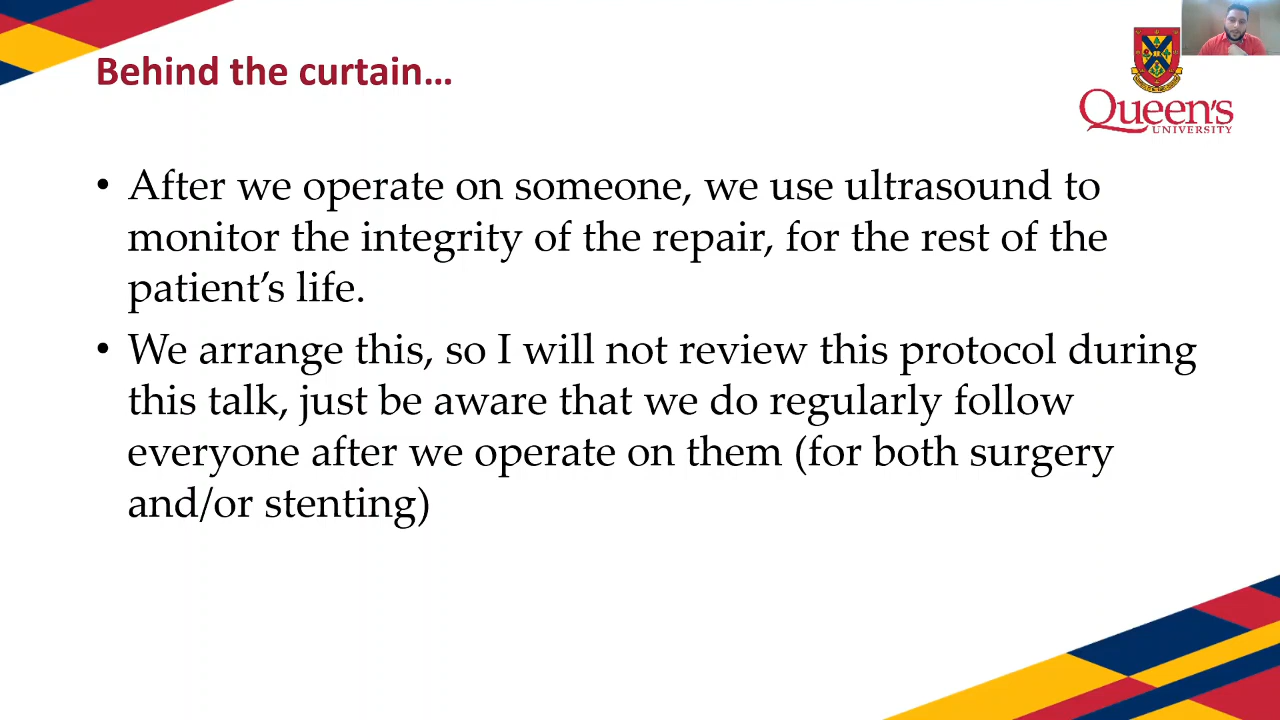 Behind the curtain...
Queen's
UNIVERSITY
• After we operate on someone, we use ultrasound to
monitor the integrity of the repair, for the rest of the
patient’s life.
• We arrange this, so I will not review this protocol during
this talk, just be aware that we do regularly follow
everyone after we operate on them (for both surgery
and/or stenting)